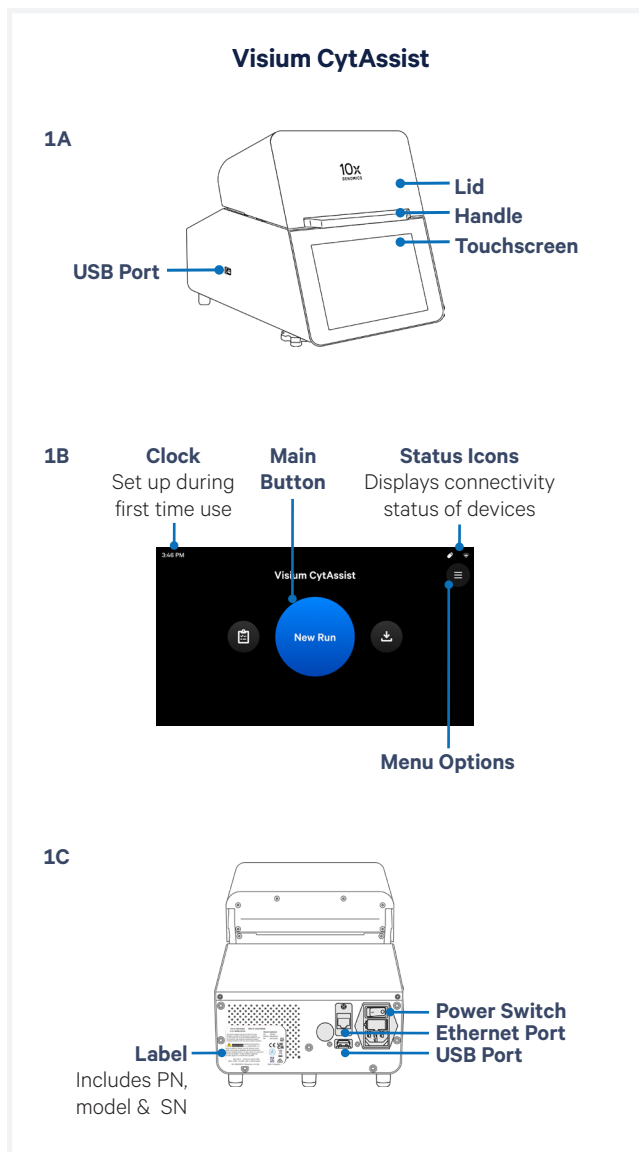 Visium CytAssist
1A
10x
GENOMICS
Lid
Handle
Touchscreen
USB Port
1B
Clock
Set up during
first time use
Main
Button
Status Icons
Displays connectivity
status of devices
3:46 PM
Visium CytAssist
New Run
Menu Options
1C
Power Switch
Ethernet Port
USB Port
Label
Includes PN,
model & SN